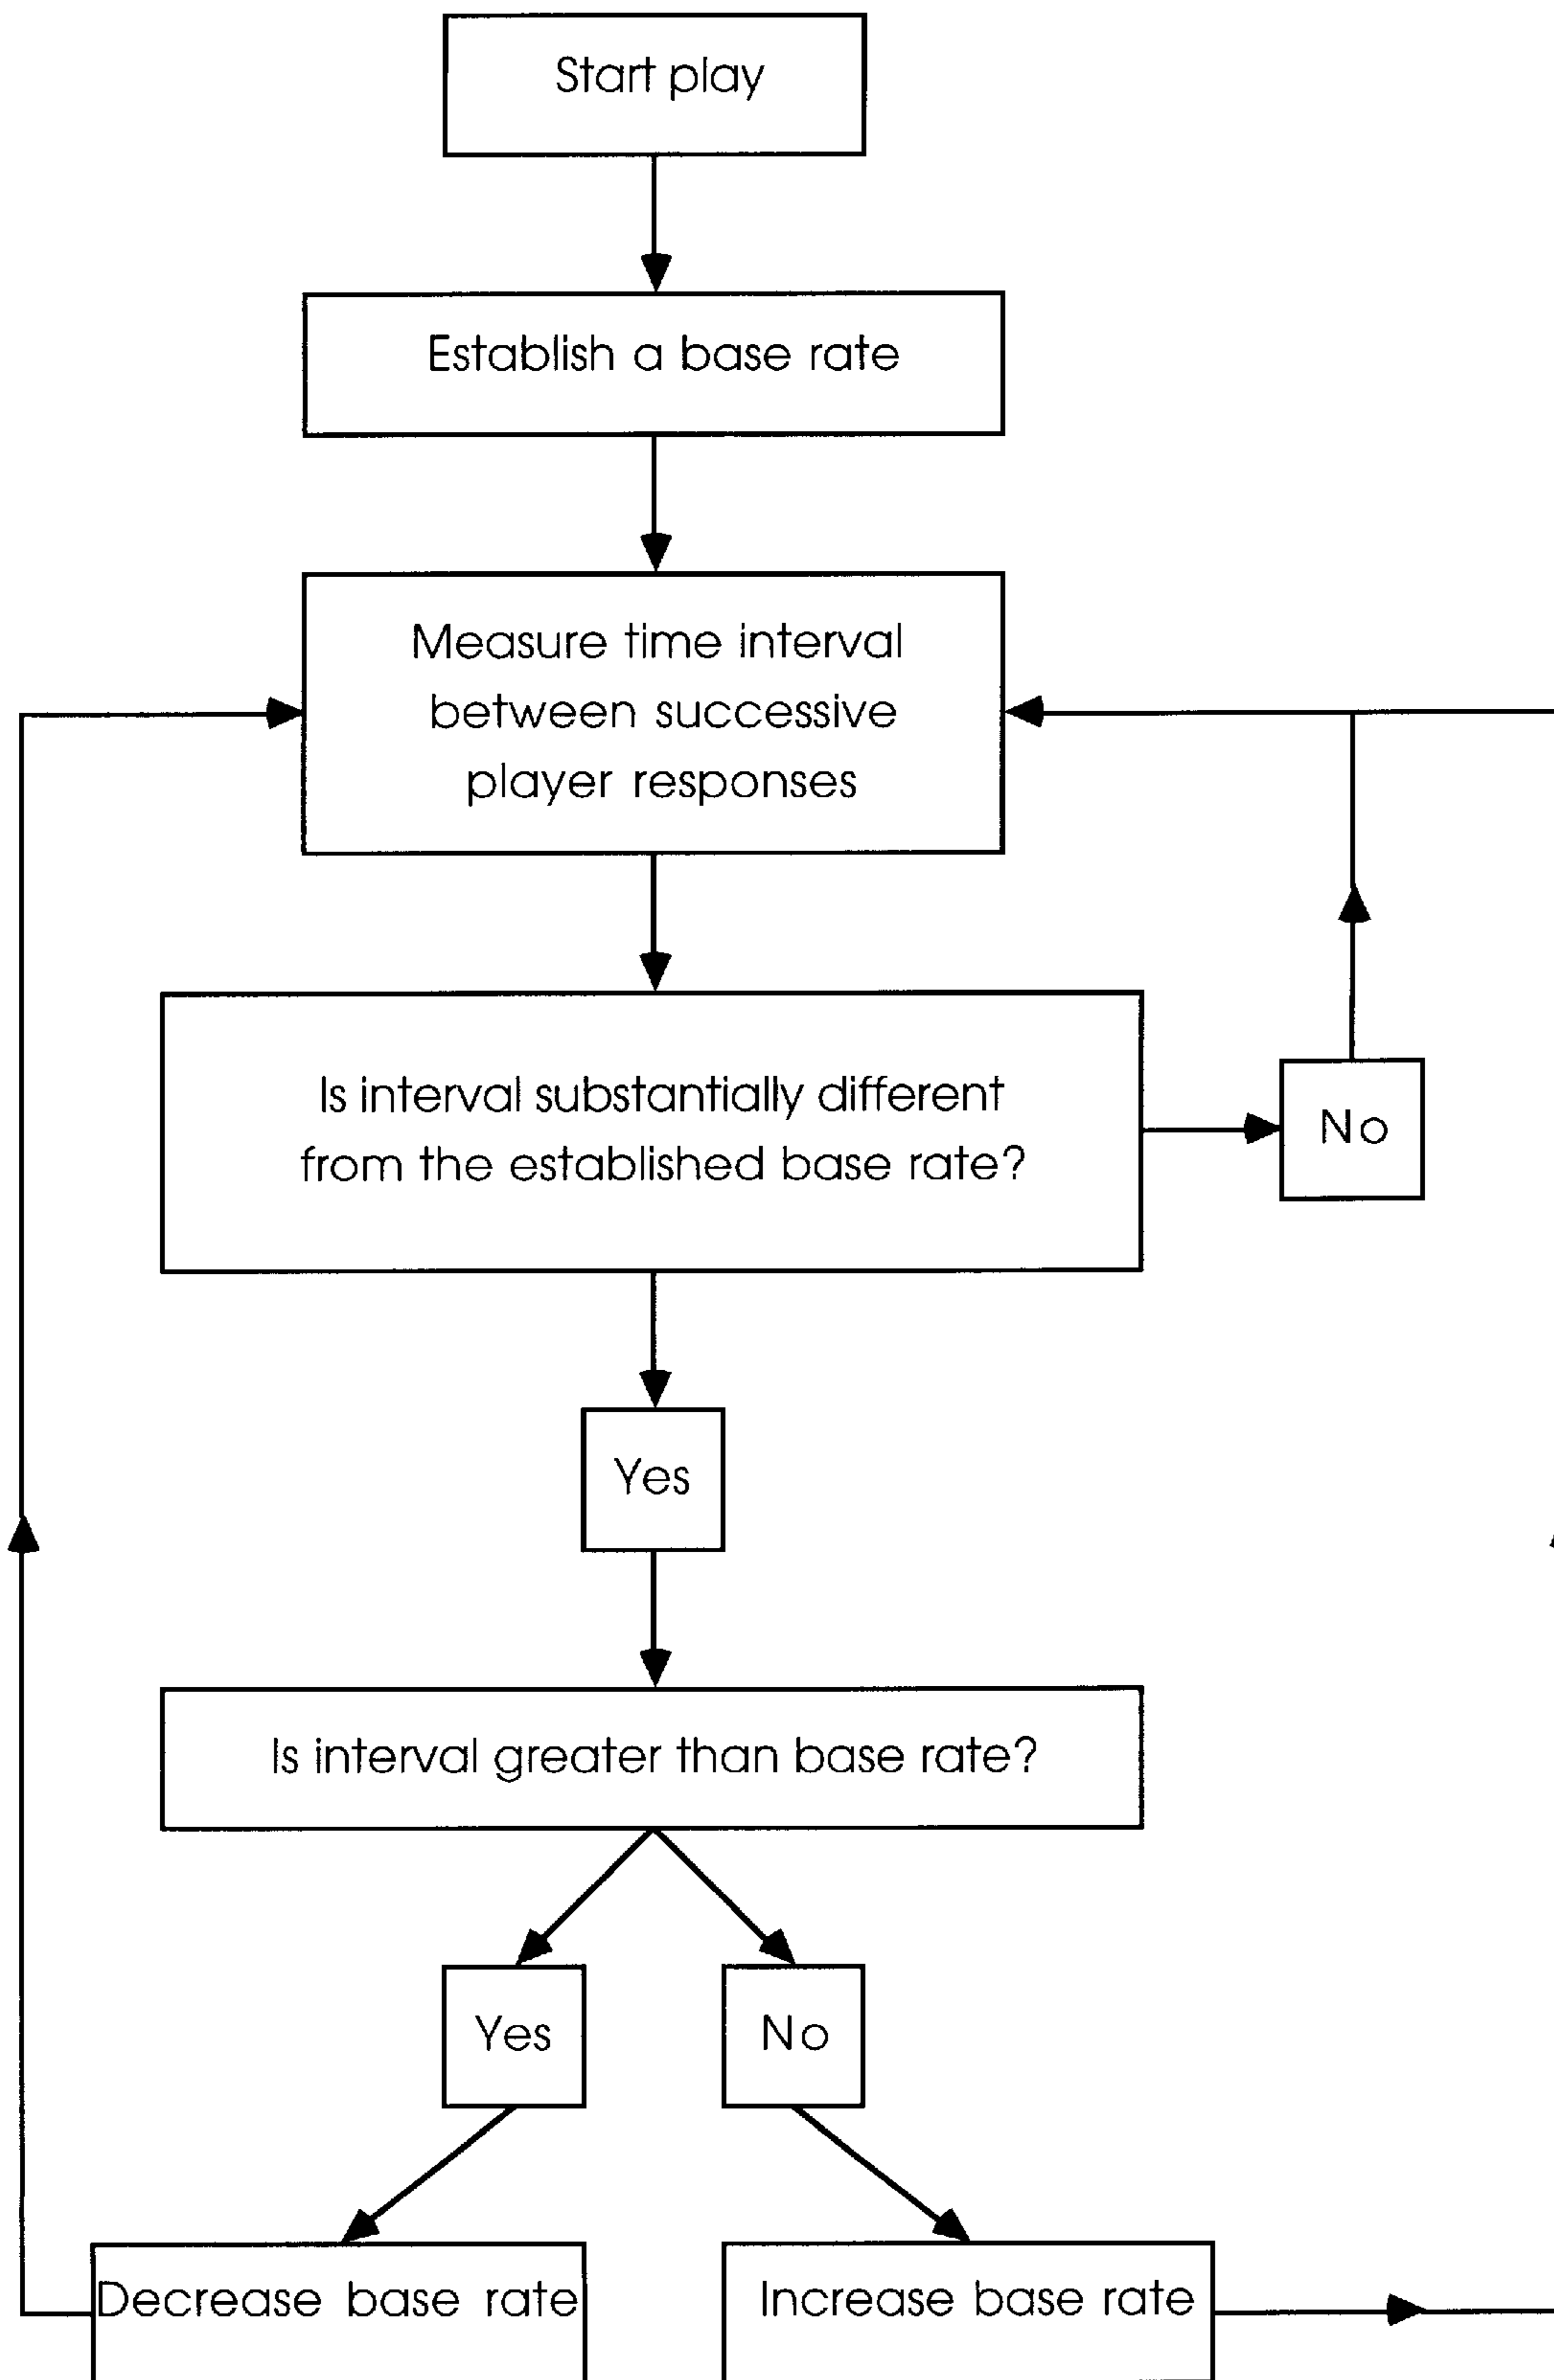 Start play
Establish a base rate
Measure time interval
between successive
player responses
Is interval substantially different
from the established base rate?
No
Yes
Is interval greater than base rate?
Yes
No
Decrease base rate
Increase base rate